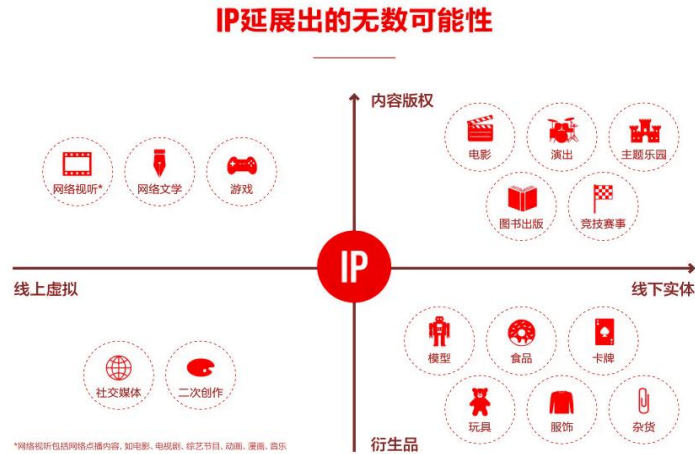 IP延展出的无数可能性
内容版权
网络视听*
网络文学
游戏
电影
演出
主题乐园
图书出版
竞技赛事
IP
线上虚拟
线下实体
社交媒体
二次创作
模型
食品
卡牌
玩具
服饰
杂货
*网络视听包括网络点播内容, 如电影、电视剧、综艺节目、动画、漫画、音乐
衍生品